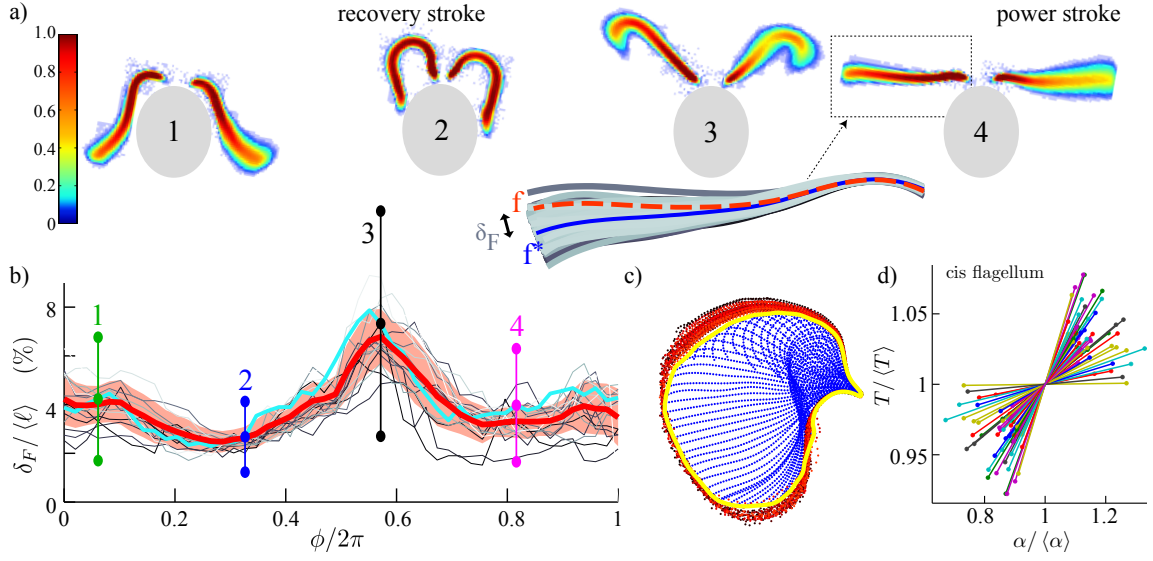 a)
recovery stroke
power stroke
1.0
0.8
0.6
0.4
0.2
0
1
2
3
4
f
δF
f*
b)
δF / ⟨ℓ⟩ (%)
8
4
0
1
2
3
4
0
0.2
0.4
0.6
0.8
1
ϕ/2π
c)
d)
cis flagellum
T / ⟨T⟩
1.05
1
0.95
0.8
1
1.2
α / ⟨α⟩